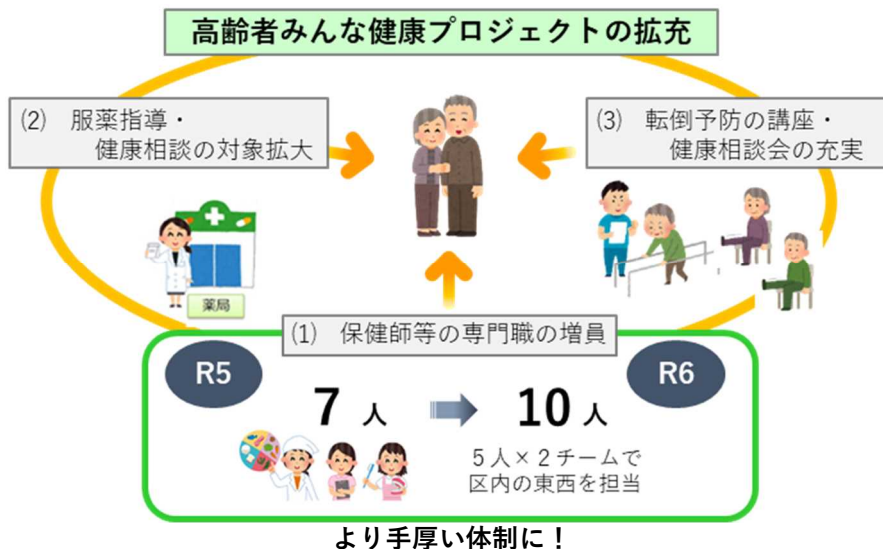 高齢者みんな健康プロジェクトの拡充
(2) 服薬指導・
健康相談の対象拡大
(3) 転倒予防の講座・
健康相談会の充実
薬局
(1) 保健師等の専門職の増員
R5
R6
7人
10人
5人×2チームで
区内の東西を担当
より手厚い体制に！